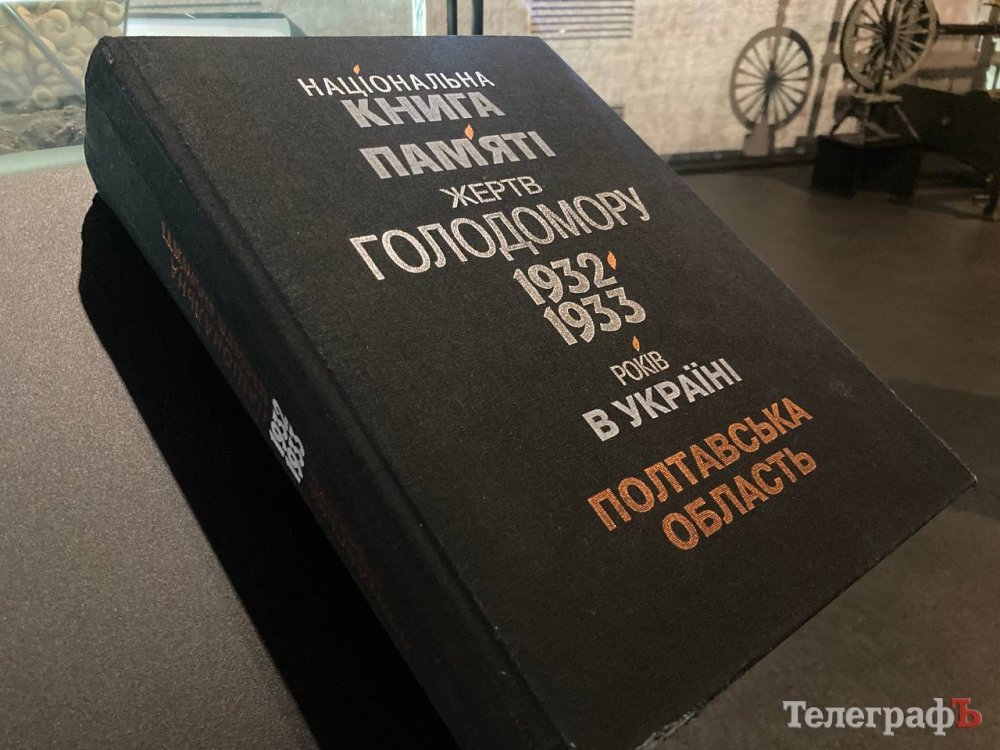 НАЦІОНАЛЬНА
КНИГА
ПАМ'ЯТІ
ЖЕРТВ
ГОЛОДОМОРУ
1932-
1933
РОКІВ
В УКРАЇНІ
ПОЛТАВСЬКА
ОБЛАСТЬ
ТелеграфЪ